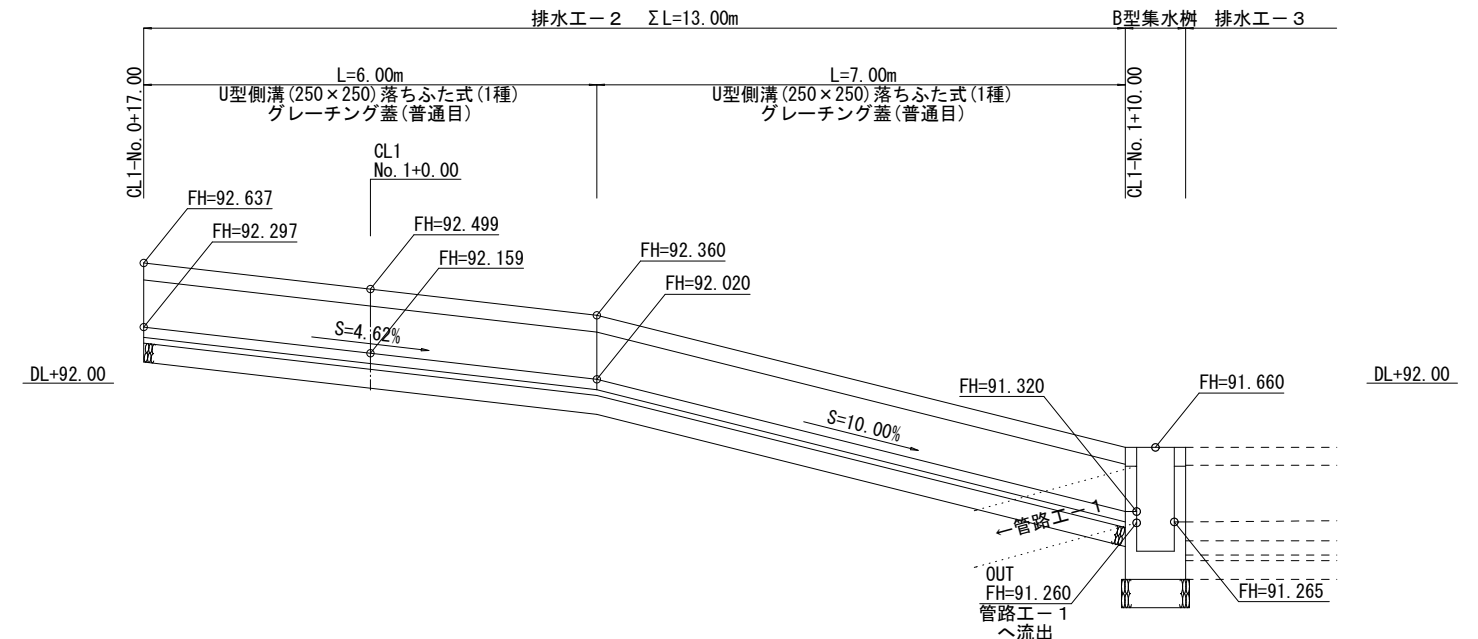 排水工－２　ΣL=13.00m
B型集水桝
排水工－３
CL1-No.0+17.00
L=6.00m
U型側溝(250×250)落ちふた式(1種)
グレーチング蓋(普通目)
L=7.00m
U型側溝(250×250)落ちふた式(1種)
グレーチング蓋(普通目)
CL1-No.1+10.00
CL1
No.1+0.00
FH=92.637
FH=92.297
FH=92.499
FH=92.159
FH=92.360
FH=92.020
S=4.62%
DL+92.00
DL+92.00
FH=91.320
FH=91.660
S=10.00%
←管路工－１
OUT
FH=91.260
管路工－１
へ流出
FH=91.265